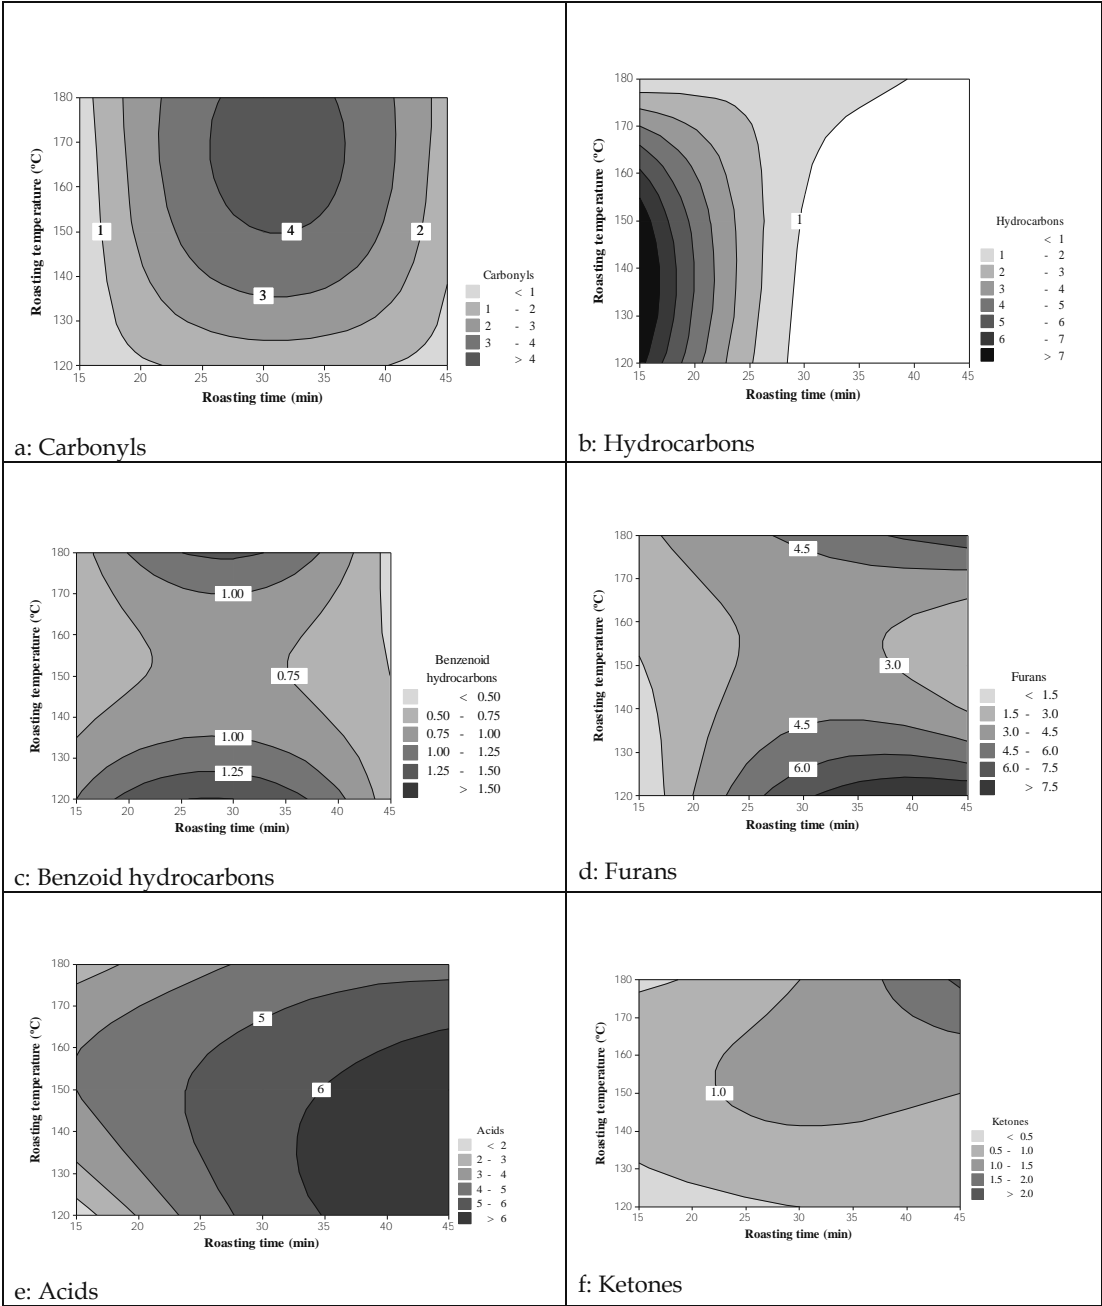 180
170
160
150
140
130
120
15 20 25 30 35 40 45
Roasting temperature (ºC)
Roasting time (min)
1
2
3
4
Carbonyls
< 1
1 - 2
2 - 3
3 - 4
> 4
a: Carbonyls
180
170
160
150
140
130
120
15 20 25 30 35 40 45
Roasting temperature (ºC)
Roasting time (min)
1
Hydrocarbons
< 1
1 - 2
2 - 3
3 - 4
4 - 5
5 - 6
6 - 7
> 7
b: Hydrocarbons
180
170
160
150
140
130
120
15 20 25 30 35 40 45
Roasting temperature (ºC)
Roasting time (min)
1.00
0.75
1.00
1.25
Benzenoid
hydrocarbons
< 0.50
0.50 - 0.75
0.75 - 1.00
1.00 - 1.25
1.25 - 1.50
> 1.50
c: Benzoid hydrocarbons
180
170
160
150
140
130
120
15 20 25 30 35 40 45
Roasting temperature (ºC)
Roasting time (min)
4.5
3.0
4.5
6.0
Furans
< 1.5
1.5 - 3.0
3.0 - 4.5
4.5 - 6.0
6.0 - 7.5
> 7.5
d: Furans
180
170
160
150
140
130
120
15 20 25 30 35 40 45
Roasting temperature (ºC)
Roasting time (min)
5
6
Acids
< 2
2 - 3
3 - 4
4 - 5
5 - 6
> 6
e: Acids
180
170
160
150
140
130
120
15 20 25 30 35 40 45
Roasting temperature (ºC)
Roasting time (min)
1.0
Ketones
< 0.5
0.5 - 1.0
1.0 - 1.5
1.5 - 2.0
> 2.0
f: Ketones